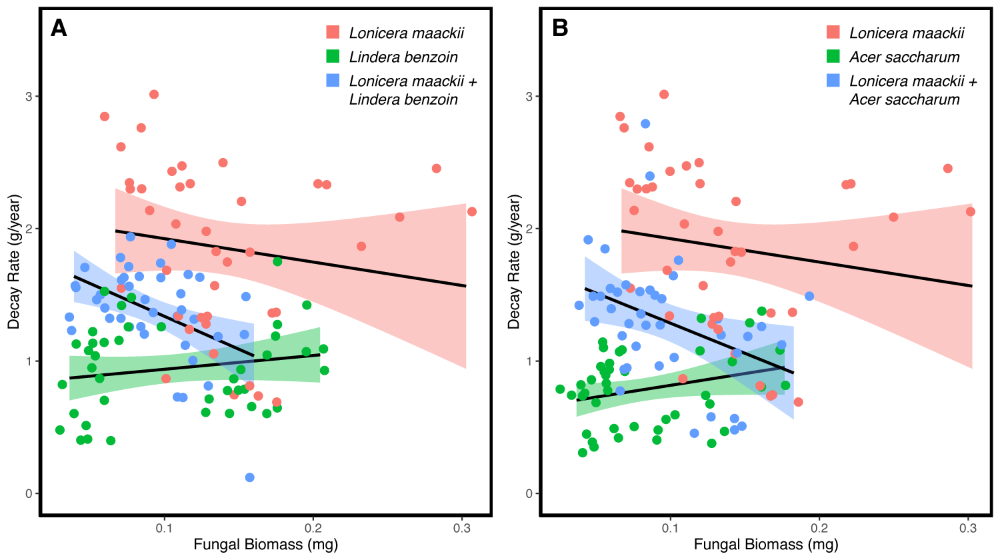 A
Lonicera maackii
Lindera benzoin
Lonicera maackii +
Lindera benzoin
3
2
1
0
Decay Rate (g/year)
0.1
0.2
0.3
Fungal Biomass (mg)
B
Lonicera maackii
Acer saccharum
Lonicera maackii +
Acer saccharum
3
2
1
0
Decay Rate (g/year)
0.1
0.2
0.3
Fungal Biomass (mg)